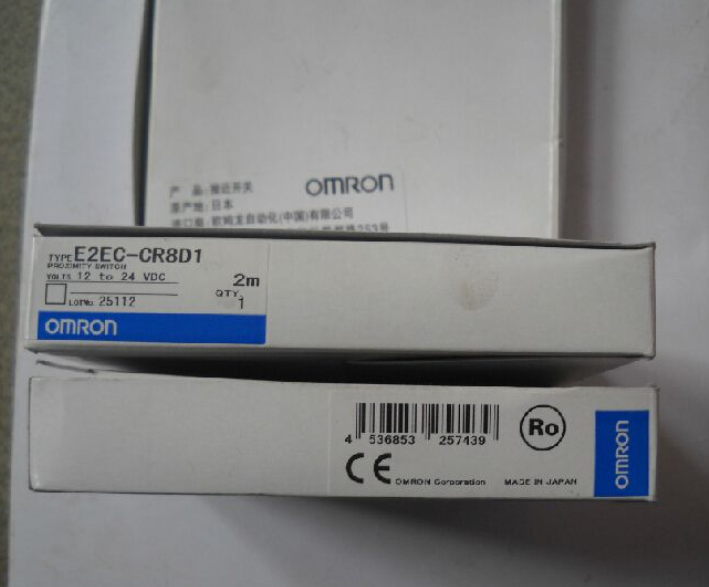 产 品:接近开关
OMRON
原产地:日本
进口商:欧姆龙自动化(中国)有限公司
TYPE E2EC-CR8D1
PROXIMITY SWITCH
VOLTS 12 to 24 VDC
2m
QTY.
1
LOTNo. 25112
OMRON
4 536853 257439
Ro
CE
OMRON Corporation
MADE IN JAPAN
OMRON